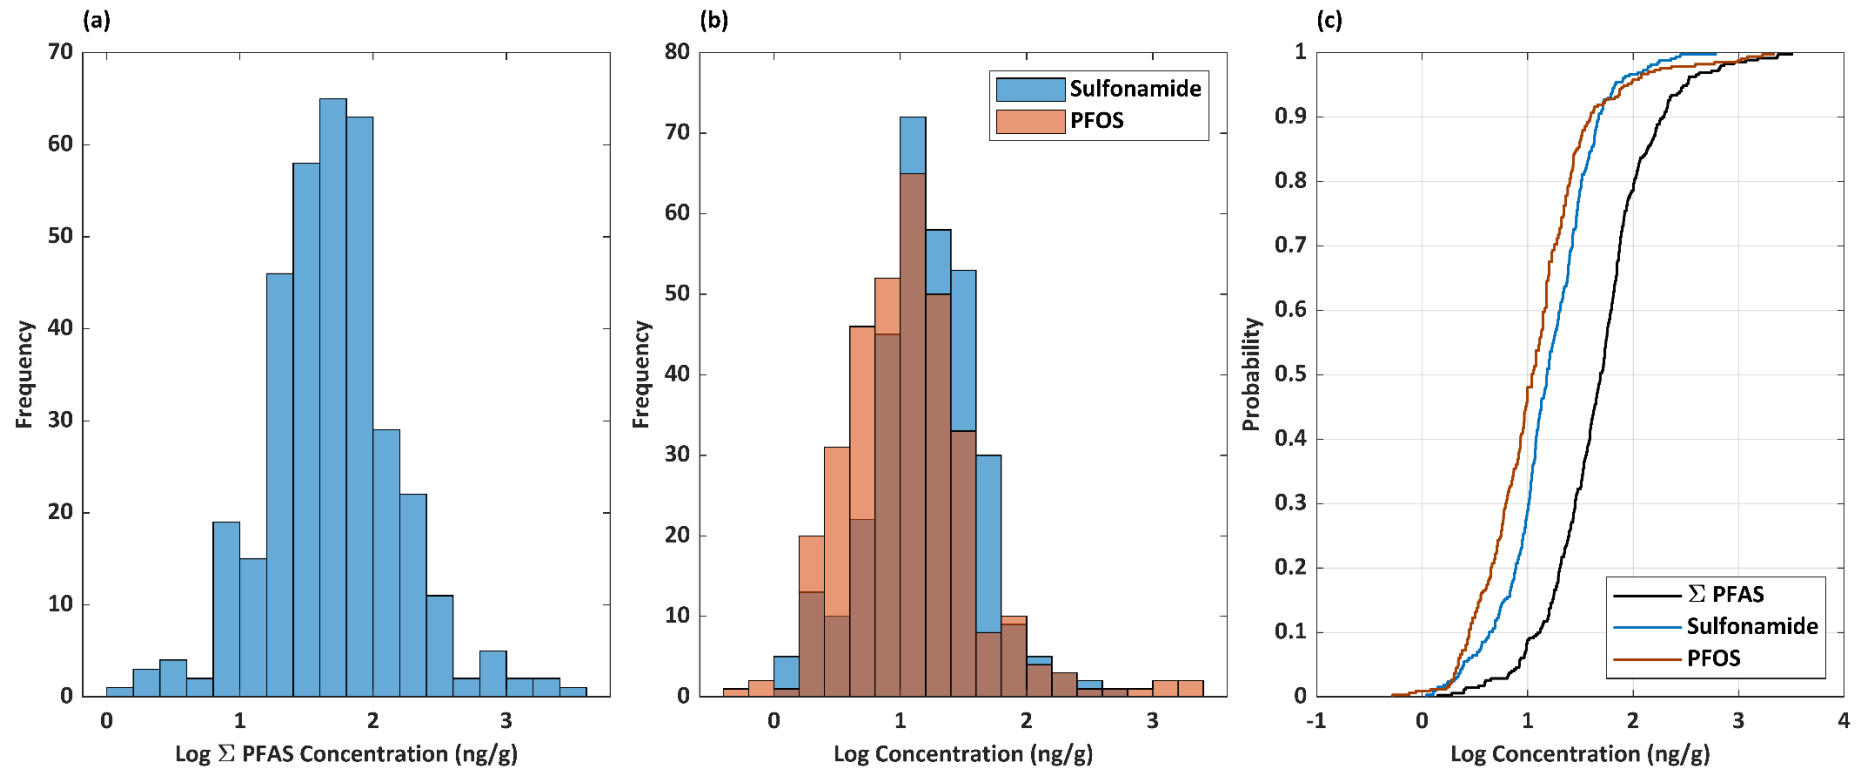 (a)
70
60
50
40
30
20
10
0
0 1 2 3
Frequency
Log Σ PFAS Concentration (ng/g)
(b)
80
70
60
50
40
30
20
10
0
0 1 2 3
Frequency
Log Concentration (ng/g)
Sulfonamide
PFOS
(c)
1
0.9
0.8
0.7
0.6
0.5
0.4
0.3
0.2
0.1
0
-1 0 1 2 3 4
Probability
Log Concentration (ng/g)
Σ PFAS
Sulfonamide
PFOS